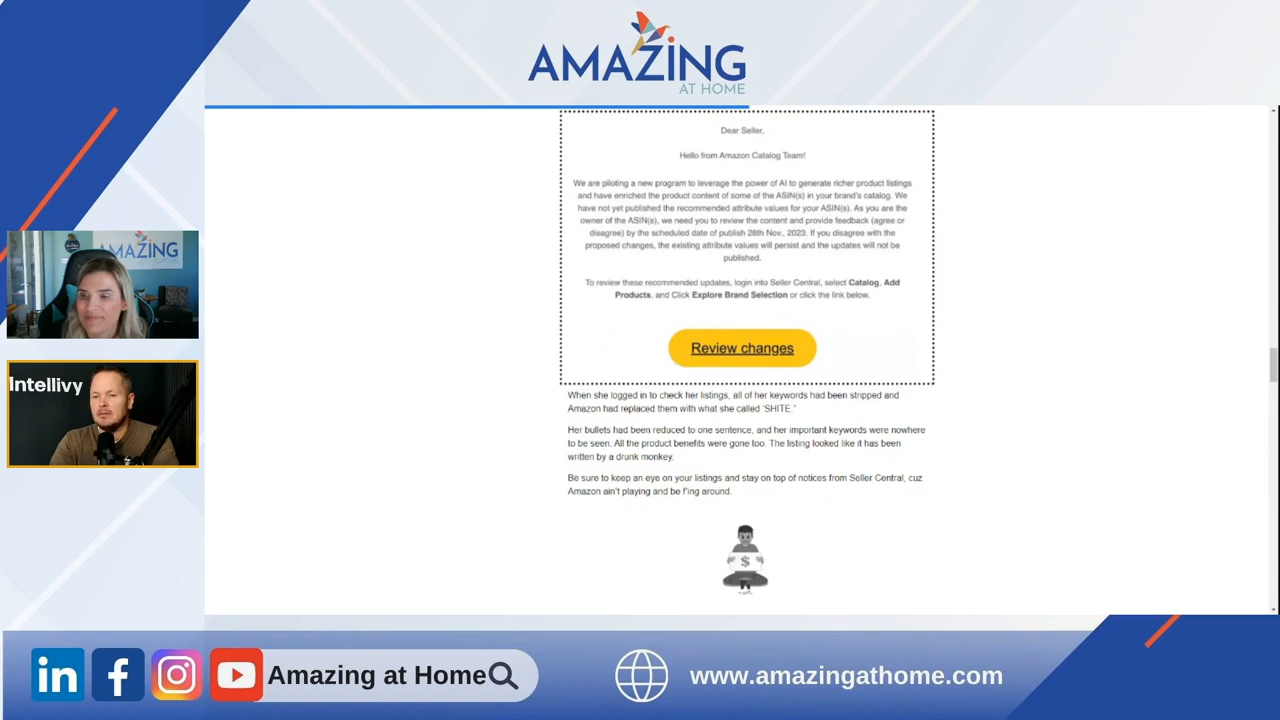 AMAZING
AT HOME
Dear Seller,
Hello from Amazon Catalog Team!
We are piloting a new program to leverage the power of AI to generate richer product listings
and have enriched the product content of some of the ASIN(s) in your brand's catalog. We
have not yet published the recommended attribute values for your ASIN(s). As you are the
owner of the ASIN(s), we need you to review the content and provide feedback (agree or
disagree) by the scheduled date of publish 28th Nov., 2023. If you disagree with the
proposed changes, the existing attribute values will persist and the updates will not be
published.
To review these recommended updates, login into Seller Central, select Catalog, Add
Products, and Click Explore Brand Selection or click the link below.
Review changes
When she logged in to check her listings, all of her keywords had been stripped and
Amazon had replaced them with what she called 'SHITE."
Her bullets had been reduced to one sentence, and her important keywords were nowhere
to be seen. All the product benefits were gone too. The listing looked like it has been
written by a drunk monkey.
Be sure to keep an eye on your listings and stay on top of notices from Seller Central, cuz
Amazon ain't playing and be f'ing around.
$
AMAZING
Intellivy
in
f
Amazing at Home
www.amazingathome.com